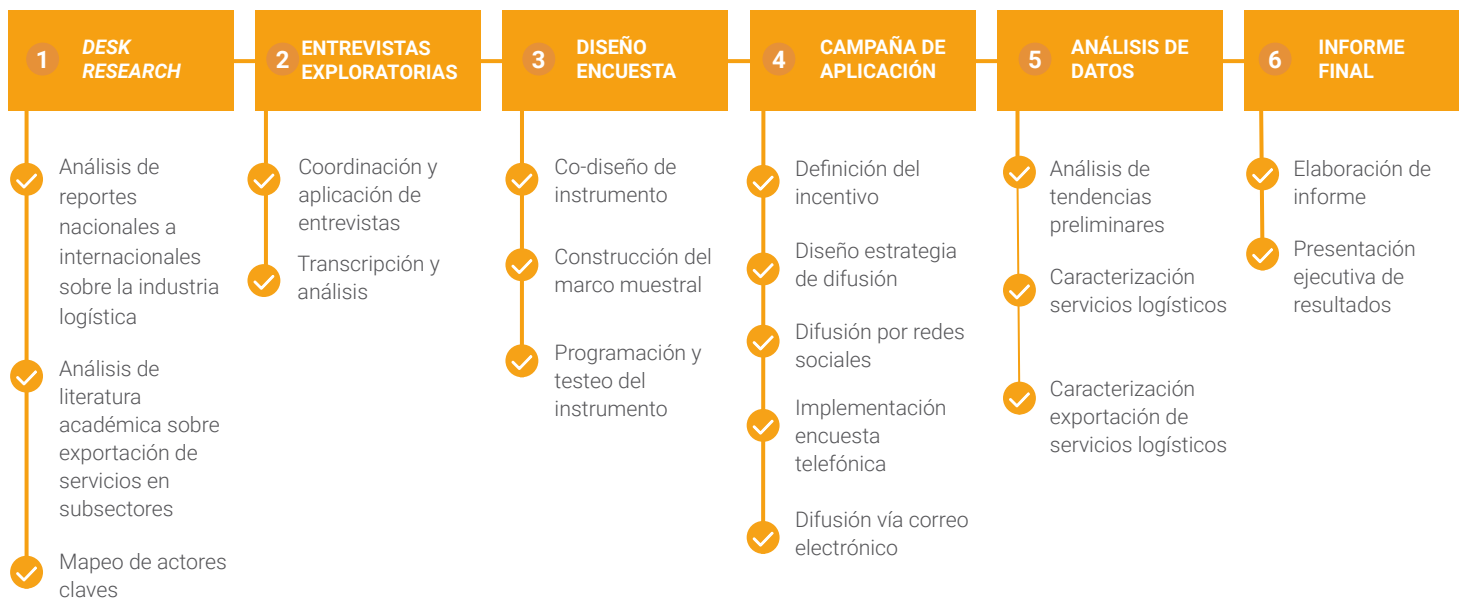 1
DESK
RESEARCH
Análisis de
reportes
nacionales a
internacionales
sobre la industria
logística
Análisis de
literatura
académica sobre
exportación de
servicios en
subsectores
Mapeo de actores
claves
2
ENTREVISTAS
EXPLORATORIAS
Coordinación y
aplicación de
entrevistas
Transcripción y
análisis
3
DISEÑO
ENCUESTA
Co-diseño de
instrumento
Construcción del
marco muestral
Programación y
testeo del
instrumento
4
CAMPAÑA DE
APLICACIÓN
Definición del
incentivo
Diseño estrategia
de difusión
Difusión por redes
sociales
Implementación
encuesta
telefónica
Difusión vía correo
electrónico
5
ANÁLISIS DE
DATOS
Análisis de
tendencias
preliminares
Caracterización
servicios logísticos
Caracterización
exportación de
servicios logísticos
6
INFORME
FINAL
Elaboración de
informe
Presentación
ejecutiva de
resultados